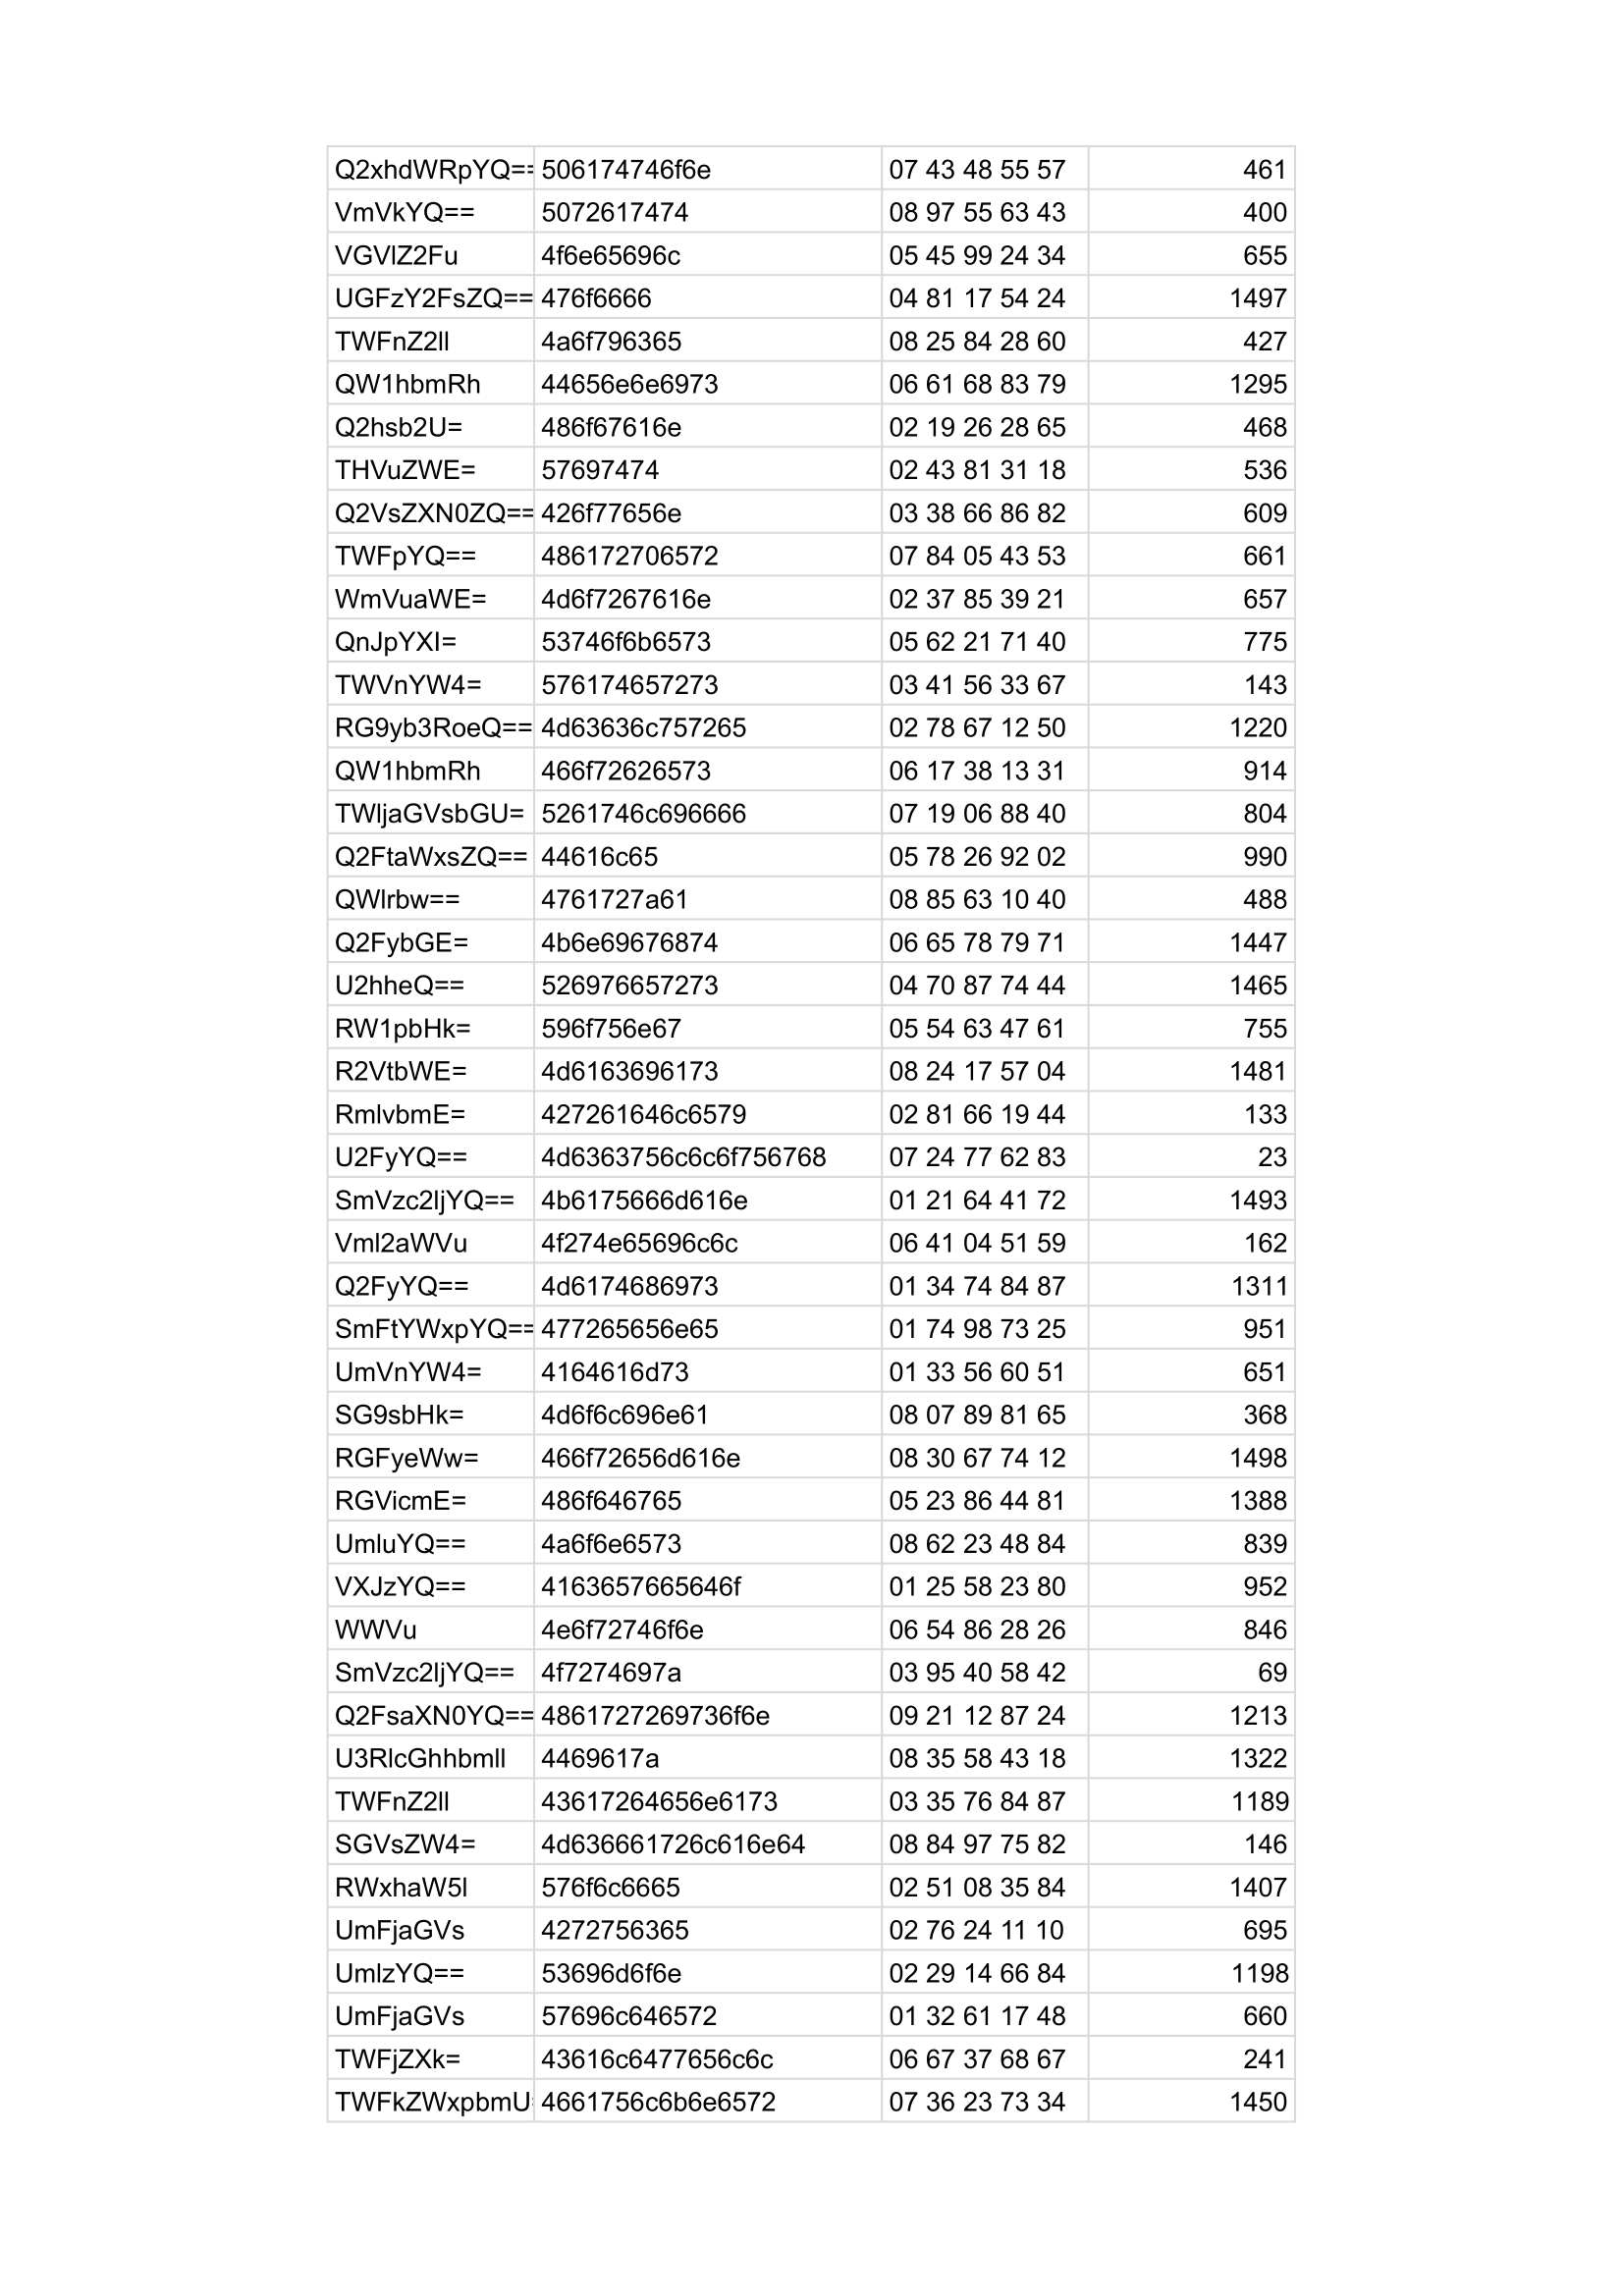 Q2xhdWRpYQ== 506174746f6e 07 43 48 55 57 461
VmVkYQ== 5072617474 08 97 55 63 43 400
VGVlZ2Fu 4f6e65696c 05 45 99 24 34 655
UGFzY2FsZQ== 476f6666 04 81 17 54 24 1497
TWFnZ2ll 4a6f796365 08 25 84 28 60 427
QW1hbmRh 44656e6e6973 06 61 68 83 79 1295
Q2hsb2U= 486f67616e 02 19 26 28 65 468
THVuZWE= 57697474 02 43 81 31 18 536
Q2VsZXN0ZQ== 426f77656e 03 38 66 86 82 609
TWFpYQ== 486172706572 07 84 05 43 53 661
WmVuaWE= 4d6f7267616e 02 37 85 39 21 657
QnJpYXI= 53746f6b6573 05 62 21 71 40 775
TWVnYW4= 576174657273 03 41 56 33 67 143
RG9yb3RoeQ== 4d63636c757265 02 78 67 12 50 1220
QW1hbmRh 466f72626573 06 17 38 13 31 914
TWljaGVsbGU= 5261746c696666 07 19 06 88 40 804
Q2FtaWxsZQ== 44616c65 05 78 26 92 02 990
QWlrbw== 4761727a61 08 85 63 10 40 488
Q2FybGE= 4b6e69676874 06 65 78 79 71 1447
U2hheQ== 526976657273 04 70 87 74 44 1465
RW1pbHk= 596f756e67 05 54 63 47 61 755
R2VtbWE= 4d6163696173 08 24 17 57 04 1481
RmlvbmE= 427261646c6579 02 81 66 19 44 133
U2FyYQ== 4d6363756c6c6f756768 07 24 77 62 83 23
SmVzc2ljYQ== 4b6175666d616e 01 21 64 41 72 1493
Vml2aWVu 4f274e65696c6c 06 41 04 51 59 162
Q2FyYQ== 4d6174686973 01 34 74 84 87 1311
SmFtYWxpYQ== 477265656e65 01 74 98 73 25 951
UmVnYW4= 4164616d73 01 33 56 60 51 651
SG9sbHk= 4d6f6c696e61 08 07 89 81 65 368
RGFyeWw= 466f72656d616e 08 30 67 74 12 1498
RGVicmE= 486f646765 05 23 86 44 81 1388
UmluYQ== 4a6f6e6573 08 62 23 48 84 839
VXJzYQ== 4163657665646f 01 25 58 23 80 952
WWVu 4e6f72746f6e 06 54 86 28 26 846
SmVzc2ljYQ== 4f7274697a 03 95 40 58 42 69
Q2FsaXN0YQ== 4861727269736f6e 09 21 12 87 24 1213
U3RlcGhhbmll 4469617a 08 35 58 43 18 1322
TWFnZ2ll 43617264656e6173 03 35 76 84 87 1189
SGVsZW4= 4d636661726c616e64 08 84 97 75 82 146
RWxhaW5l 576f6c6665 02 51 08 35 84 1407
UmFjaGVs 4272756365 02 76 24 11 10 695
UmlzYQ== 53696d6f6e 02 29 14 66 84 1198
UmFjaGVs 57696c646572 01 32 61 17 48 660
TWFjZXk= 43616c6477656c6c 06 67 37 68 67 241
TWFkZWxpbmU= 4661756c6b6e6572 07 36 23 73 34 1450